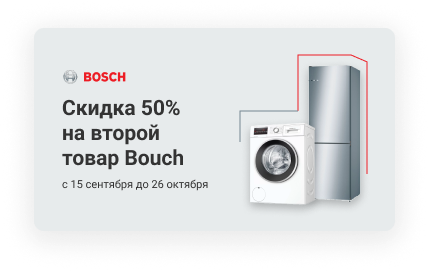 BOSCH
Скидка 50%
на второй
товар Bouch
с 15 сентября до 26 октября